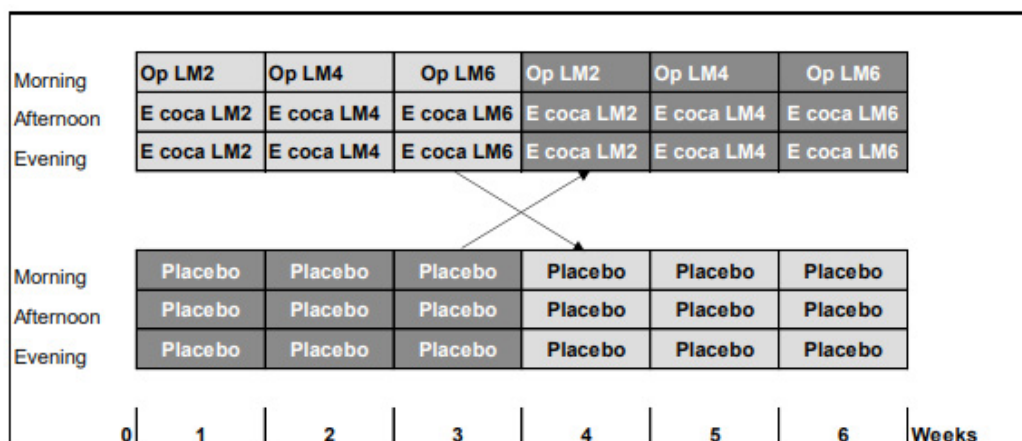 Morning Op LM2 Op LM4 Op LM6 Op LM2 Op LM4 Op LM6
Afternoon E coca LM2 E coca LM4 E coca LM6 E coca LM2 E coca LM4 E coca LM6
Evening E coca LM2 E coca LM4 E coca LM6 E coca LM2 E coca LM4 E coca LM6
Morning Placebo Placebo Placebo Placebo Placebo Placebo
Afternoon Placebo Placebo Placebo Placebo Placebo Placebo
Evening Placebo Placebo Placebo Placebo Placebo Placebo
0 1 2 3 4 5 6 Weeks